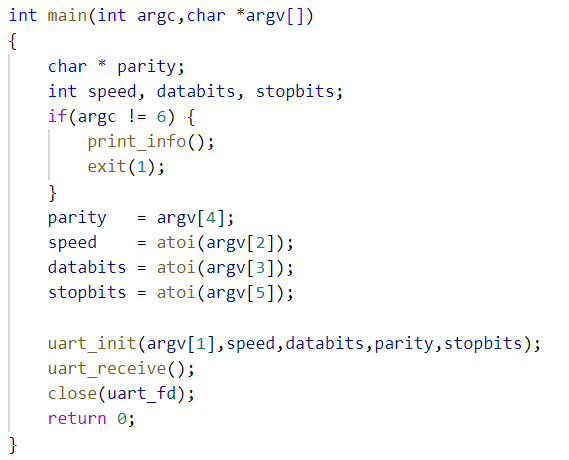 int main(int argc,char *argv[])
{
    char * parity;
    int speed, databits, stopbits;
    if(argc != 6) {
        print_info();
        exit(1);
    }
    parity   = argv[4];
    speed    = atoi(argv[2]);
    databits = atoi(argv[3]);
    stopbits = atoi(argv[5]);

    uart_init(argv[1],speed,databits,parity,stopbits);
    uart_receive();
    close(uart_fd);
    return 0;
}